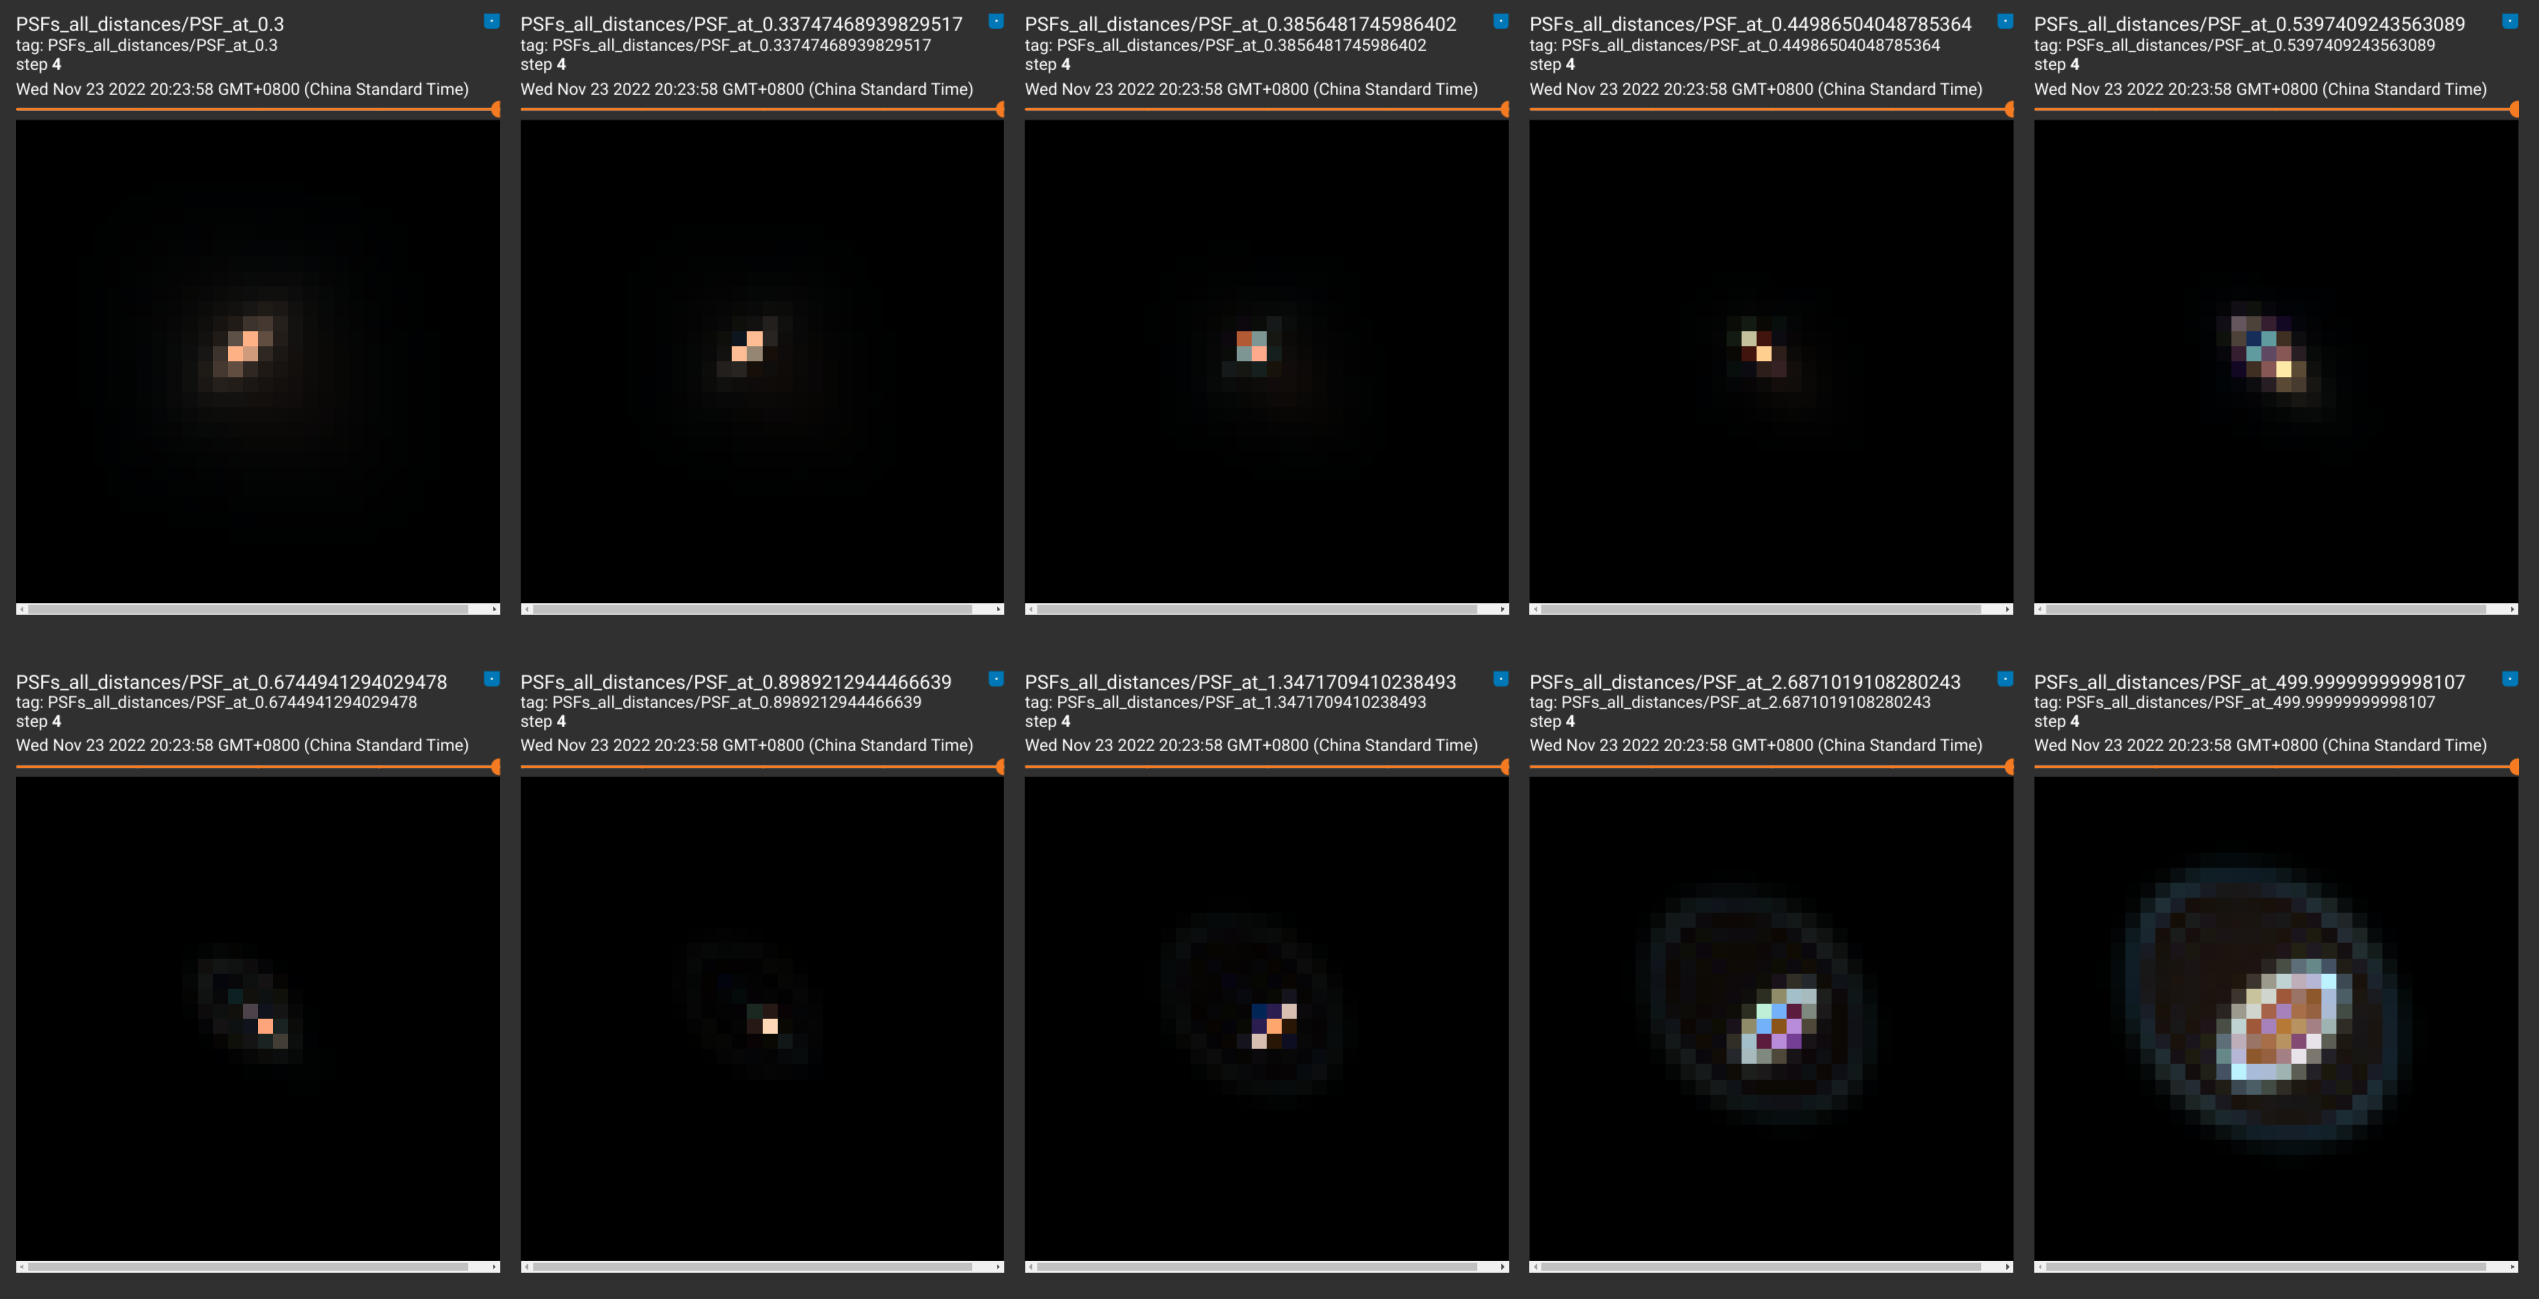 PSFs_all_distances/PSF_at_0.3
tag: PSFs_all_distances/PSF_at_0.3
step 4
Wed Nov 23 2022 20:23:58 GMT+0800 (China Standard Time)
PSFs_all_distances/PSF_at_0.33747468939829517
tag: PSFs_all_distances/PSF_at_0.33747468939829517
step 4
Wed Nov 23 2022 20:23:58 GMT+0800 (China Standard Time)
PSFs_all_distances/PSF_at_0.3856481745986402
tag: PSFs_all_distances/PSF_at_0.3856481745986402
step 4
Wed Nov 23 2022 20:23:58 GMT+0800 (China Standard Time)
PSFs_all_distances/PSF_at_0.44986504048785364
tag: PSFs_all_distances/PSF_at_0.44986504048785364
step 4
Wed Nov 23 2022 20:23:58 GMT+0800 (China Standard Time)
PSFs_all_distances/PSF_at_0.5397409243563089
tag: PSFs_all_distances/PSF_at_0.5397409243563089
step 4
Wed Nov 23 2022 20:23:58 GMT+0800 (China Standard Time)
PSFs_all_distances/PSF_at_0.6744941294029478
tag: PSFs_all_distances/PSF_at_0.6744941294029478
step 4
Wed Nov 23 2022 20:23:58 GMT+0800 (China Standard Time)
PSFs_all_distances/PSF_at_0.8989212944466639
tag: PSFs_all_distances/PSF_at_0.8989212944466639
step 4
Wed Nov 23 2022 20:23:58 GMT+0800 (China Standard Time)
PSFs_all_distances/PSF_at_1.3471709410238493
tag: PSFs_all_distances/PSF_at_1.3471709410238493
step 4
Wed Nov 23 2022 20:23:58 GMT+0800 (China Standard Time)
PSFs_all_distances/PSF_at_2.6871019108280243
tag: PSFs_all_distances/PSF_at_2.6871019108280243
step 4
Wed Nov 23 2022 20:23:58 GMT+0800 (China Standard Time)
PSFs_all_distances/PSF_at_499.99999999998107
tag: PSFs_all_distances/PSF_at_499.99999999998107
step 4
Wed Nov 23 2022 20:23:58 GMT+0800 (China Standard Time)